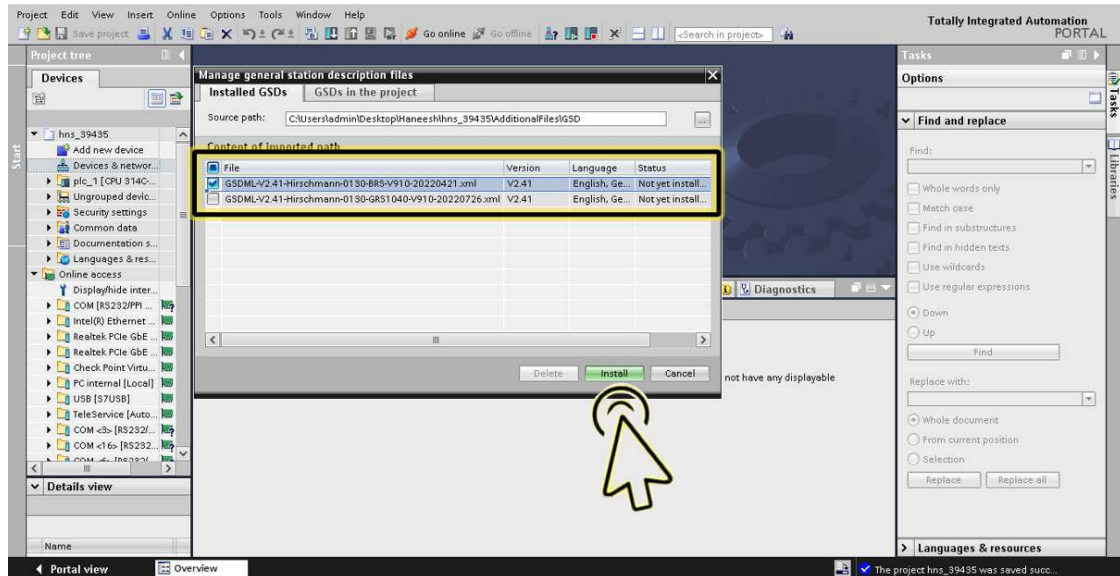 Project Edit View Insert Online Options Tools Window Help
Totally Integrated Automation
PORTAL
Save project Go online Go offline <Search in project>
Project tree
Devices
Start
hns_39435
Add new device
Devices & networ...
plc_1 [CPU 314C-...
Ungrouped devic...
Security settings
Common data
Documentation s...
Languages & res...
Online access
Display/hide inter...
COM [RS232/PPI ...
Intel(R) Ethernet ...
Realtek PCIe GbE ...
Realtek PCIe GbE ...
Check Point Virtu...
PC internal [Local]
USB [S7USB]
TeleService [Auto...
COM <3> [RS232/...
COM <16> [RS232...
Details view
Name
Manage general station description files
Installed GSDs GSDs in the project
Source path: C:\Users\admin\Desktop\Haneesh\hns_39435\AdditionalFiles\GSD ...
Content of imported path
File Version Language Status
GSDML-V2.41-Hirschmann-0130-BRS-V910-20220421.xml V2.41 English, Ge... Not yet install...
GSDML-V2.41-Hirschmann-0130-GRS1040-V910-20220726.xml V2.41 English, Ge... Not yet install...
Delete Install Cancel
Diagnostics
not have any displayable
Tasks
Options
Find and replace
Find:
Whole words only
Match case
Find in substructures
Find in hidden texts
Use wildcards
Use regular expressions
Down
Up
Find
Replace with:
Whole document
From current position
Selection
Replace Replace all
Languages & resources
Tasks
Libraries
Portal view Overview
The project hns_39435 was saved succ...